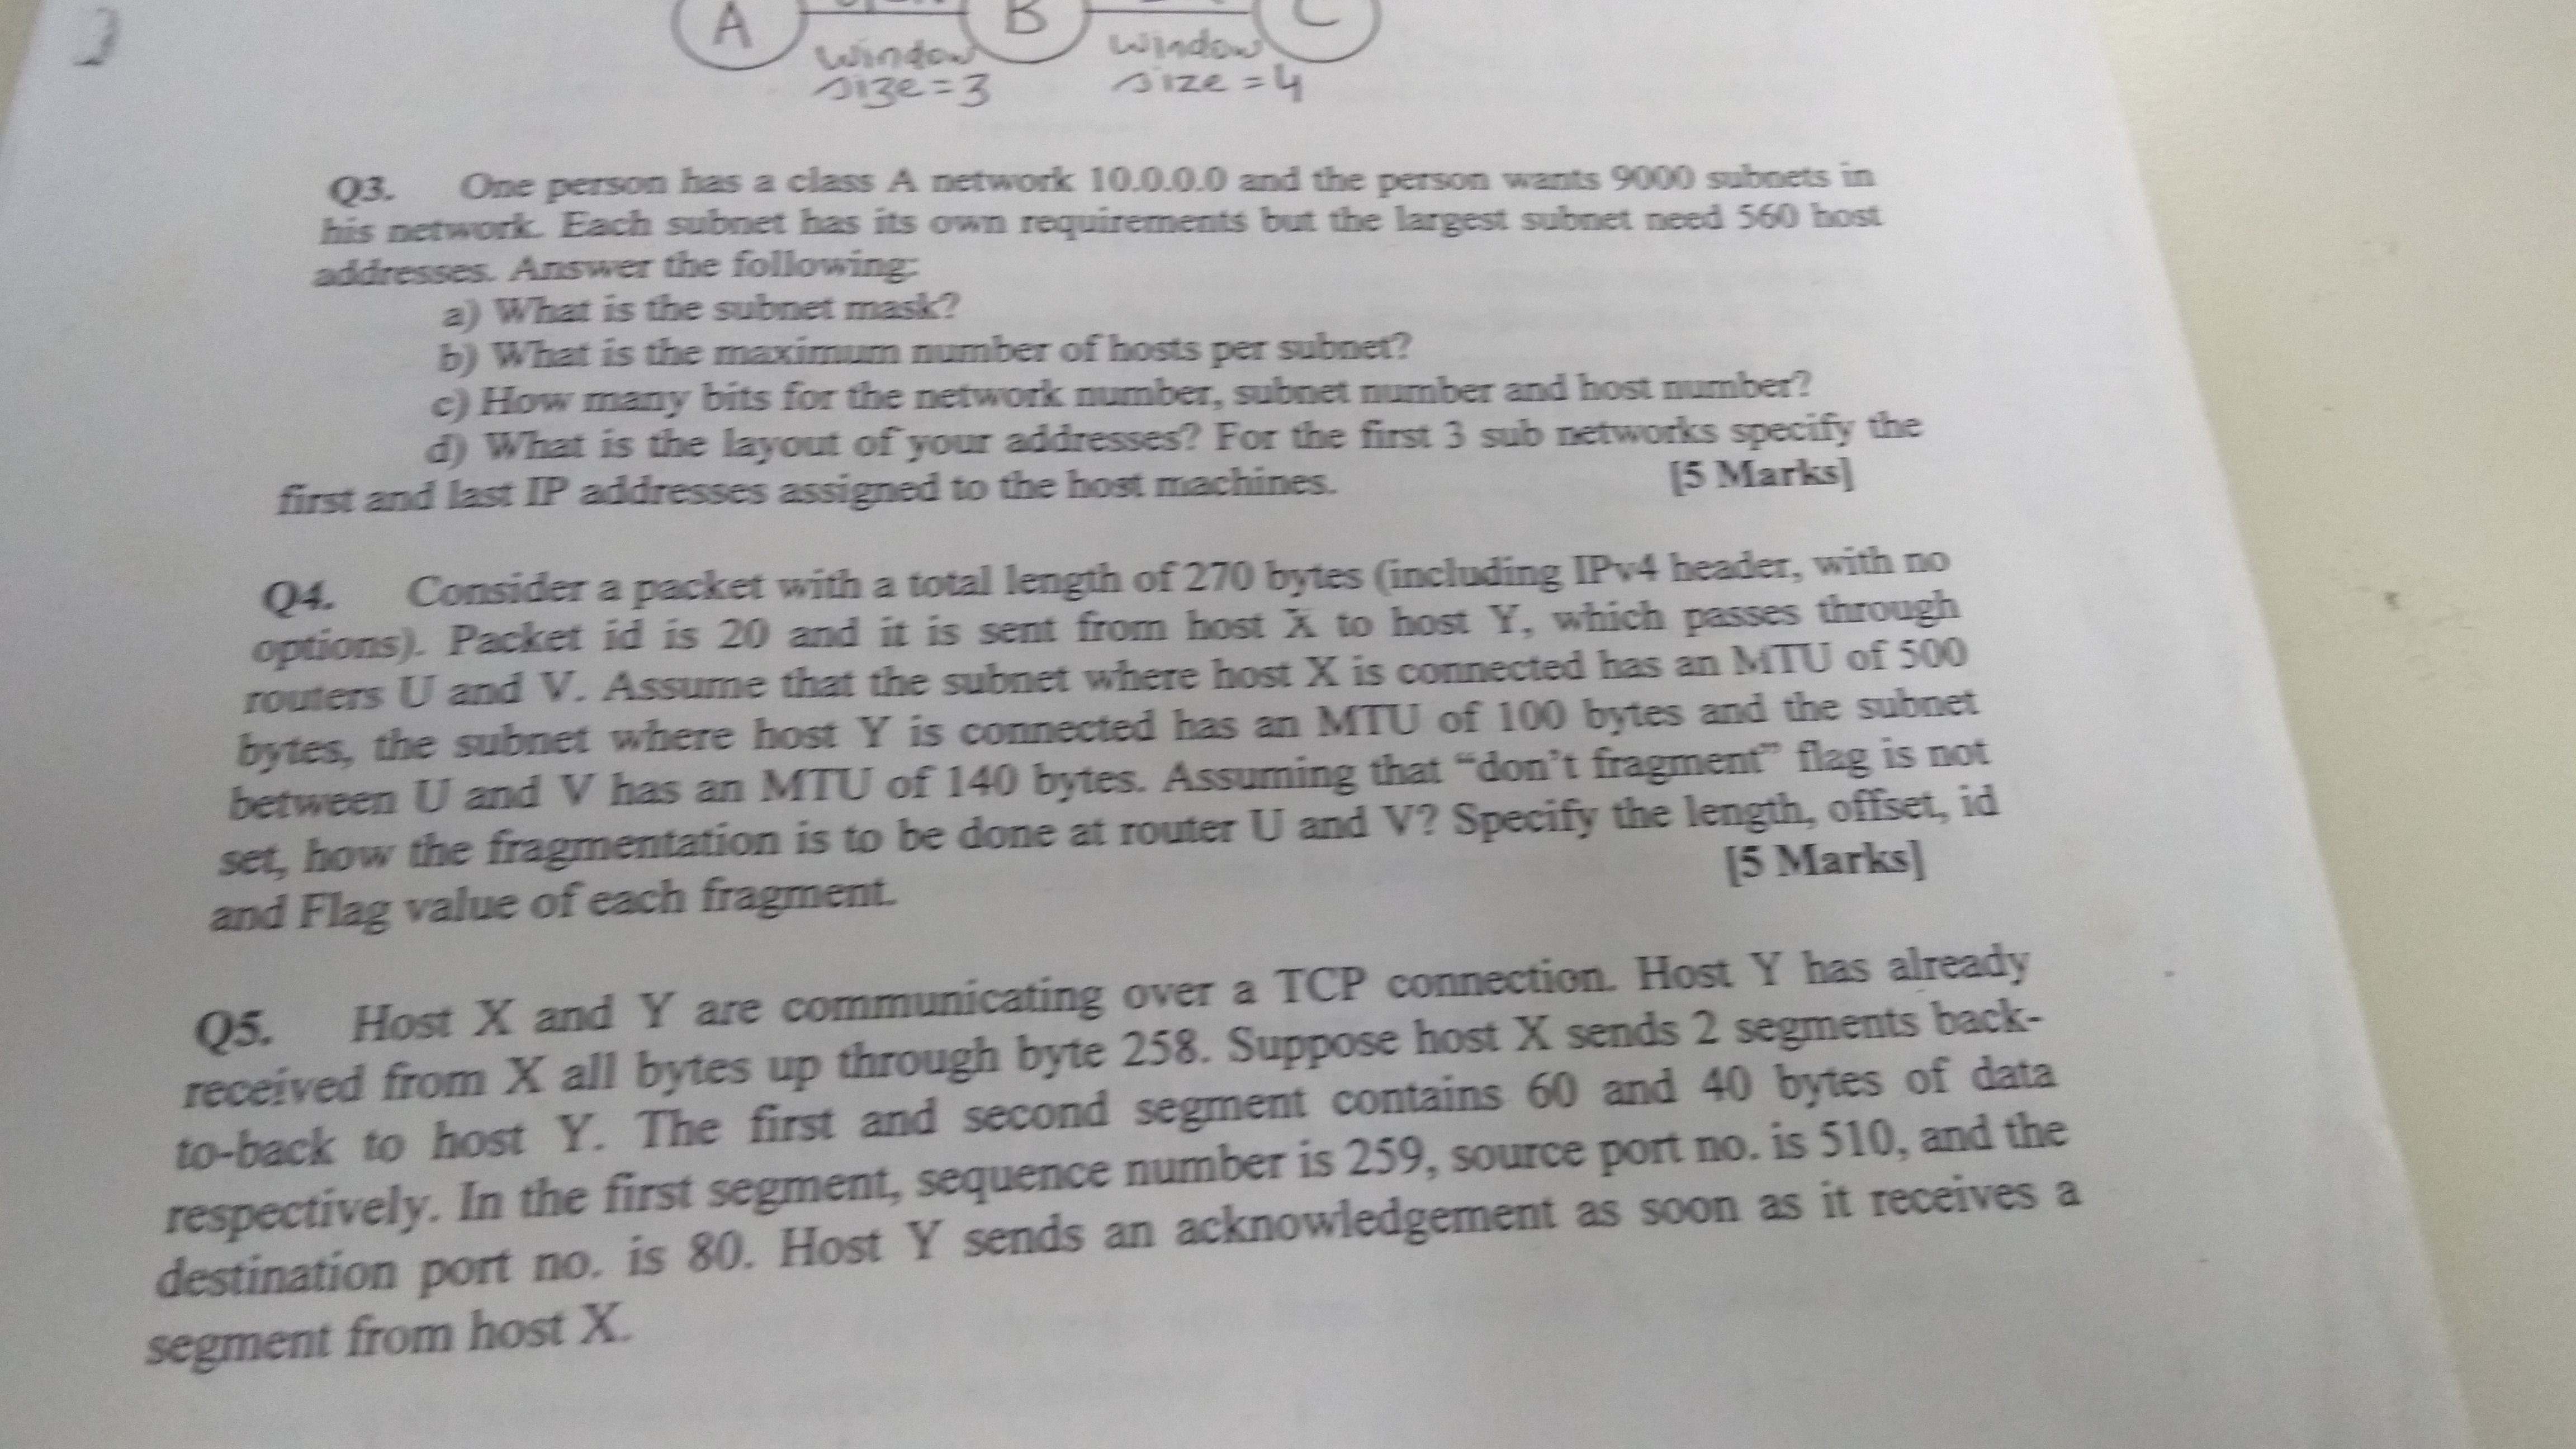 A B C
window window
size=3 size=4
Q3. One person has a class A network 10.0.0.0 and the person wants 9000 subnets in
his network. Each subnet has its own requirements but the largest subnet need 560 host
addresses. Answer the following:
a) What is the subnet mask?
b) What is the maximum number of hosts per subnet?
c) How many bits for the network number, subnet number and host number?
d) What is the layout of your addresses? For the first 3 sub networks specify the
first and last IP addresses assigned to the host machines. [5 Marks]
Q4. Consider a packet with a total length of 270 bytes (including IPv4 header, with no
options). Packet id is 20 and it is sent from host X to host Y, which passes through
routers U and V. Assume that the subnet where host X is connected has an MTU of 500
bytes, the subnet where host Y is connected has an MTU of 100 bytes and the subnet
between U and V has an MTU of 140 bytes. Assuming that “don’t fragment” flag is not
set, how the fragmentation is to be done at router U and V? Specify the length, offset, id
and Flag value of each fragment. [5 Marks]
Q5. Host X and Y are communicating over a TCP connection. Host Y has already
received from X all bytes up through byte 258. Suppose host X sends 2 segments back-
to-back to host Y. The first and second segment contains 60 and 40 bytes of data
respectively. In the first segment, sequence number is 259, source port no. is 510, and the
destination port no. is 80. Host Y sends an acknowledgement as soon as it receives a
segment from host X.